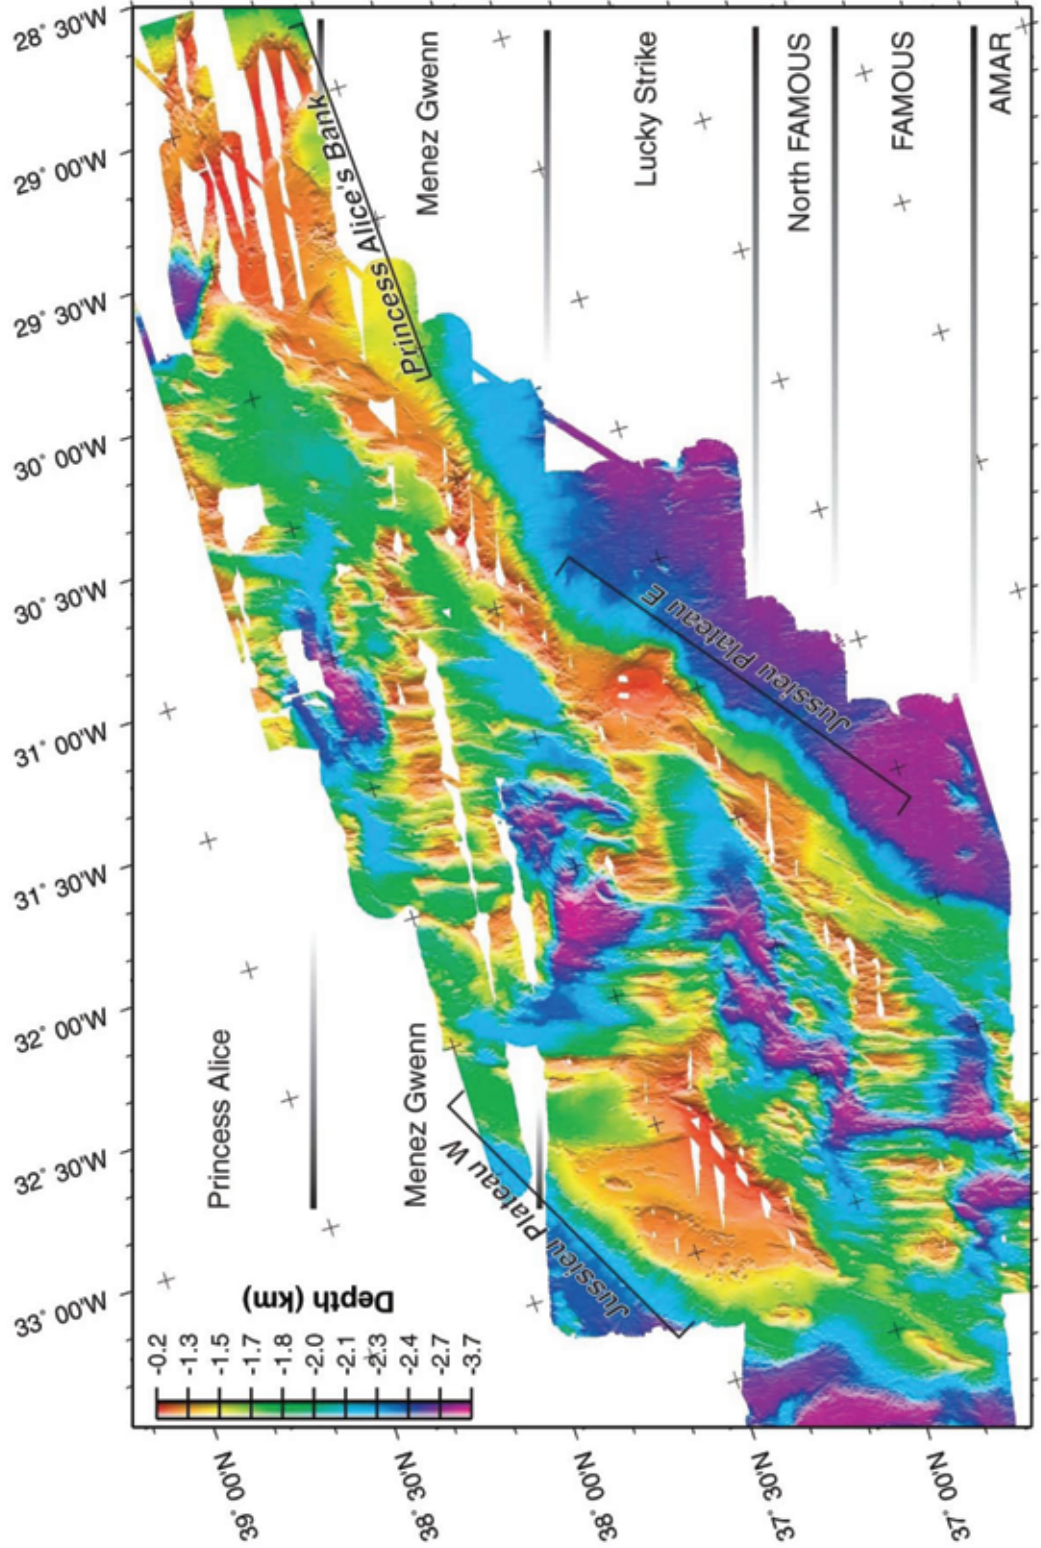 28° 30'W
29° 00'W
29° 30'W
30° 00'W
30° 30'W
31° 00'W
31° 30'W
32° 00'W
32° 30'W
33° 00'W
39° 00'N
38° 30'N
38° 00'N
37° 30'N
37° 00'N
Princess Alice's Bank
Menez Gwenn
Lucky Strike
North FAMOUS
FAMOUS
AMAR
Jussieu Plateau E
Princess Alice
Menez Gwenn
Jussieu Plateau W
Depth (km)
-0.2
-1.3
-1.5
-1.7
-1.8
-2.0
-2.1
-2.3
-2.4
-2.7
-3.7